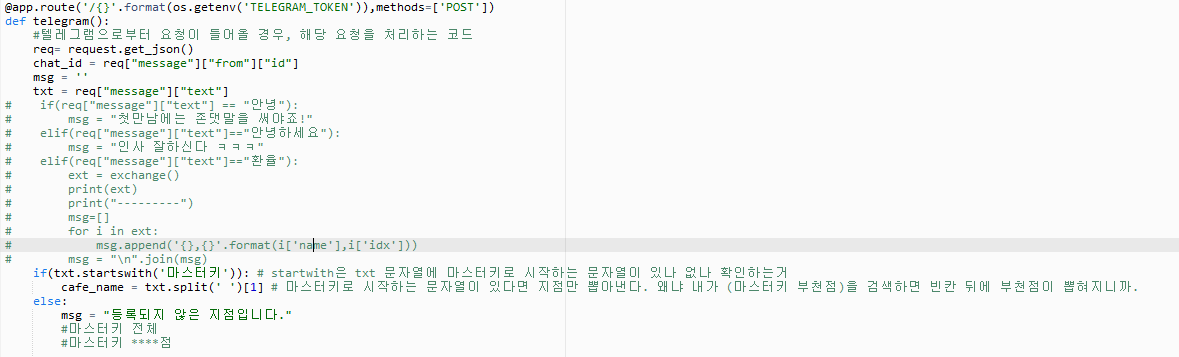 @app.route('/{}'.format(os.getenv('TELEGRAM_TOKEN')),methods=['POST'])
def telegram():
    #텔레그램으로부터 요청이 들어올 경우, 해당 요청을 처리하는 코드
    req= request.get_json()
    chat_id = req["message"]["from"]["id"]
    msg = ''
    txt = req["message"]["text"]
#    if(req["message"]["text"] == "안녕"):
#        msg = "첫만남에는 존댓말을 써야죠!"
#    elif(req["message"]["text"]=="안녕하세요"):
#        msg = "인사 잘하신다 ㅋㅋㅋ"
#    elif(req["message"]["text"]=="환율"):
#        ext = exchange()
#        print(ext)
#        print("---------")
#        msg=[]
#        for i in ext:
#            msg.append('{},{}'.format(i['name'],i['idx']))
#        msg = "\n".join(msg)
    if(txt.startswith('마스터키')): # startwith은 txt 문자열에 마스터키로 시작하는 문자열이 있나 없나 확인하는거
        cafe_name = txt.split(' ')[1] # 마스터키로 시작하는 문자열이 있다면 지점만 뽑아낸다. 왜냐 내가 (마스터키 부천점)을 검색하면 빈칸 뒤에 부천점이 뽑혀지니까.
    else:
        msg = "등록되지 않은 지점입니다."
        #마스터키 전체
        #마스터키 ****점